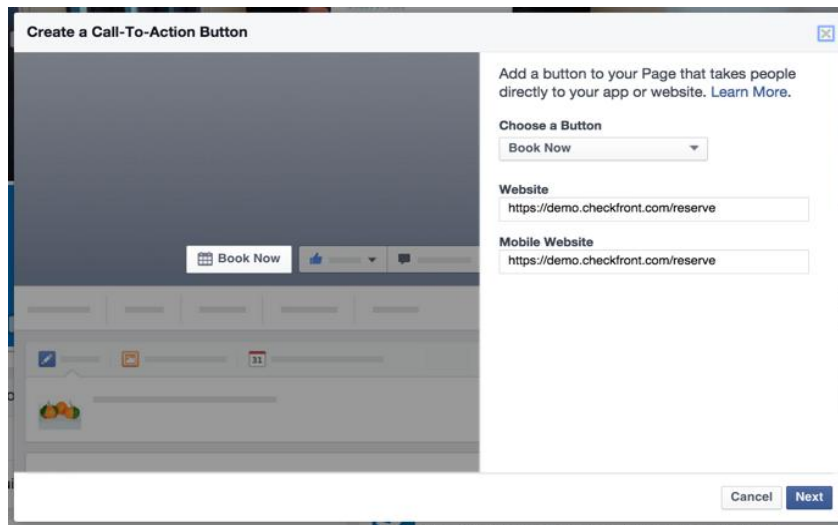 Create a Call-To-Action Button
Add a button to your Page that takes people
directly to your app or website. Learn More.
Choose a Button
Book Now
Website
https://demo.checkfront.com/reserve
Mobile Website
https://demo.checkfront.com/reserve
Book Now
31
Cancel
Next